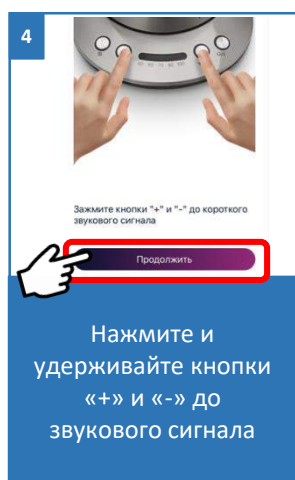 4
Зажмите кнопки "+" и "-" до короткого
звукового сигнала
Продолжить
Нажмите и
удерживайте кнопки
«+» и «-» до
звукового сигнала